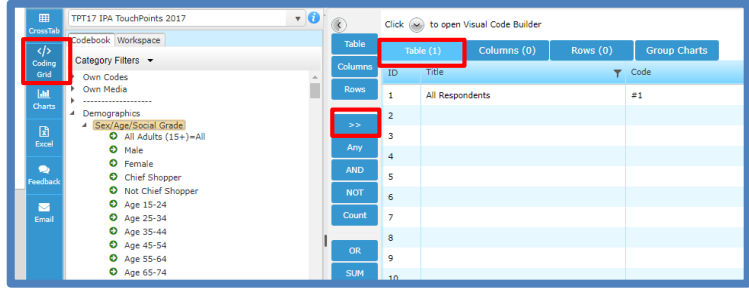 CrossTab
</>
Coding
Grid
Charts
Excel
Feedback
Email
TPT17 IPA TouchPoints 2017
Codebook Workspace
Category Filters
Own Codes
Own Media
-------------------
Demographics
Sex/Age/Social Grade
All Adults (15+)=All
Male
Female
Chief Shopper
Not Chief Shopper
Age 15-24
Age 25-34
Age 35-44
Age 45-54
Age 55-64
Age 65-74
Table
Columns
Rows
>>
Any
AND
NOT
Count
OR
SUM
Click to open Visual Code Builder
Table (1) Columns (0) Rows (0) Group Charts
ID Title Code
1 All Respondents #1
2
3
4
5
6
7
8
9
10